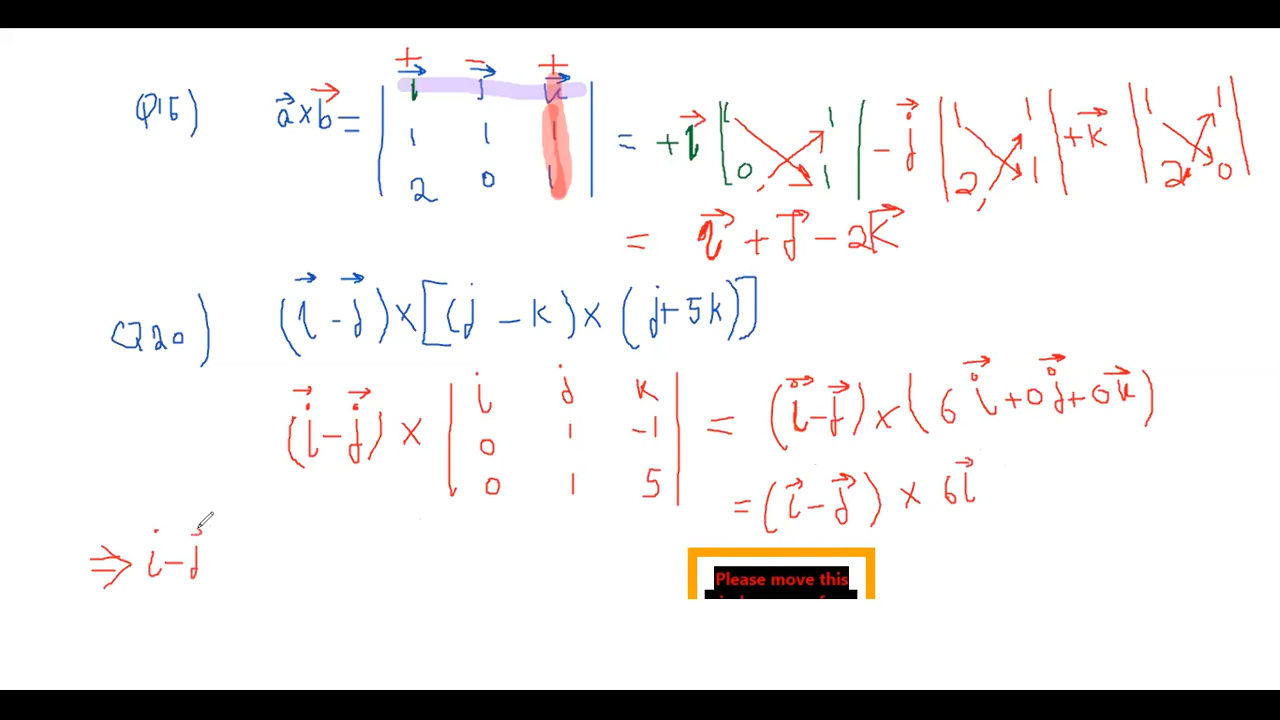 + − +
Q15) a⃗×b⃗ = | i⃗ j⃗ k⃗ | 1 1 1 | 2 0 1 | = +i⃗ | 1 1 | 0 1 | − j⃗ | 1 1 | 2 1 | + k⃗ | 1 1 | 2 0 |
= i⃗ + j⃗ − 2k⃗
Q20) (i⃗ − j⃗) × [(j − k) × (j + 5k)]
(i⃗ − j⃗) × | i j k | 0 1 -1 | 0 1 5 | = (i⃗ − j⃗) × (6i⃗ + 0j⃗ + 0k⃗)
= (i⃗ − j⃗) × 6i⃗
⇒ i − j
Please move this